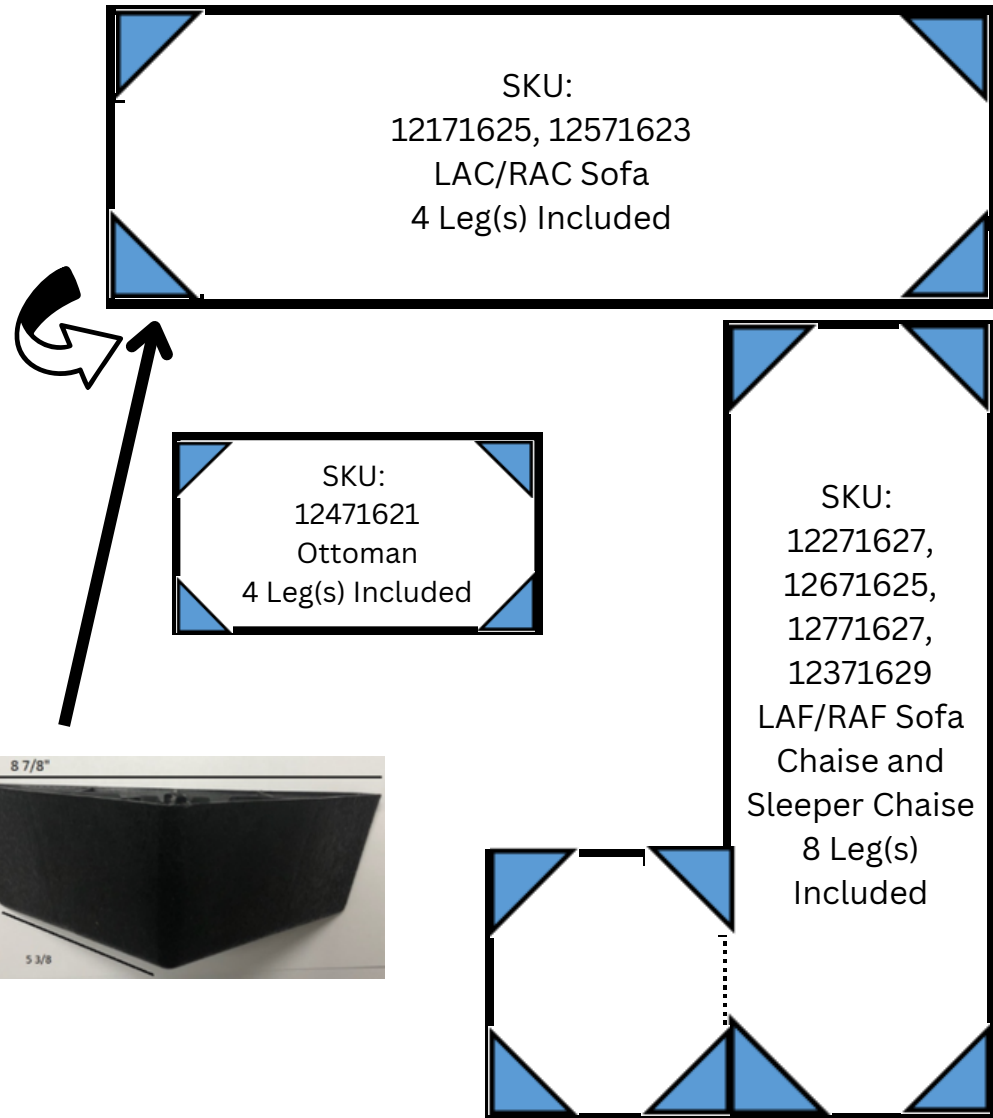 SKU:
12171625, 12571623
LAC/RAC Sofa
4 Leg(s) Included
SKU:
12471621
Ottoman
4 Leg(s) Included
SKU:
12271627,
12671625,
12771627,
12371629
LAF/RAF Sofa
Chaise and
Sleeper Chaise
8 Leg(s)
Included
8 7/8"
5 3/8